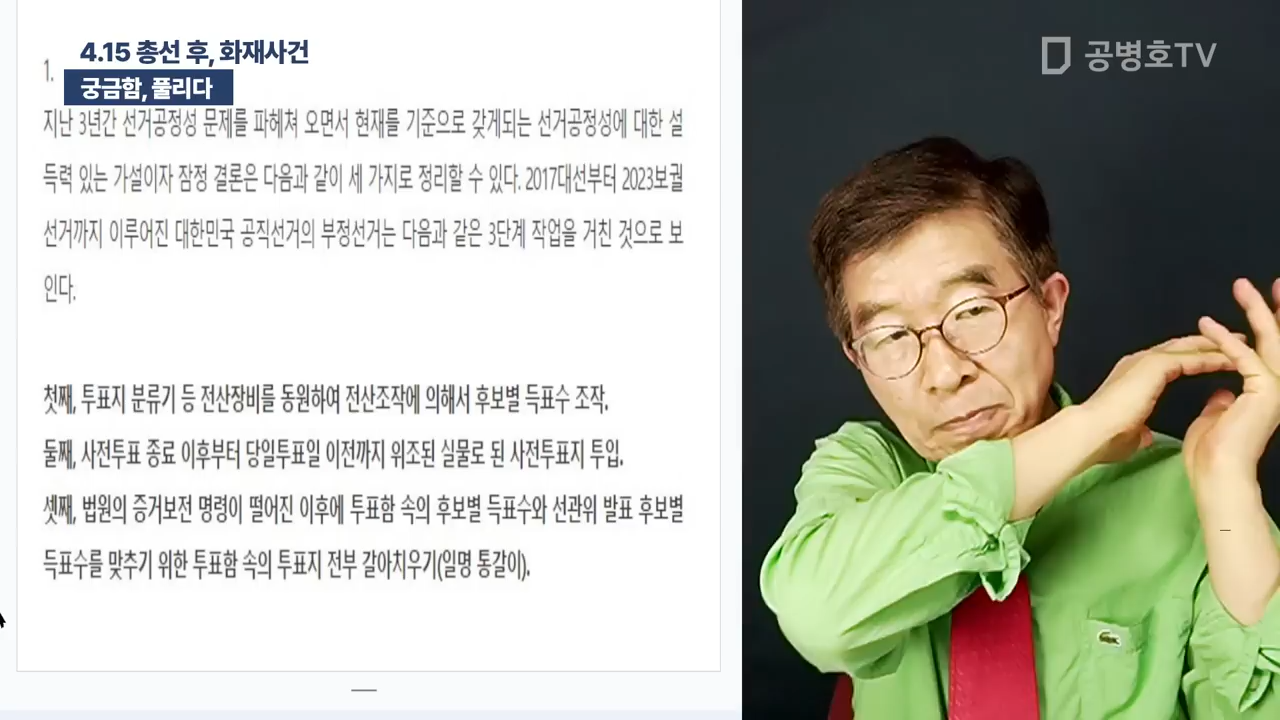 4.15 총선 후, 화재사건
공병호TV
1.
궁금함, 풀리다
지난 3년간 선거공정성 문제를 파헤쳐 오면서 현재를 기준으로 갖게되는 선거공정성에 대한 설
득력 있는 가설이자 잠정 결론은 다음과 같이 세 가지로 정리할 수 있다. 2017대선부터 2023보궐
선거까지 이루어진 대한민국 공직선거의 부정선거는 다음과 같은 3단계 작업을 거친 것으로 보
인다.
첫째, 투표지 분류기 등 전산장비를 동원하여 전산조작에 의해서 후보별 득표수 조작.
둘째, 사전투표 종료 이후부터 당일투표일 이전까지 위조된 실물로 된 사전투표지 투입.
셋째, 법원의 증거보전 명령이 떨어진 이후에 투표함 속의 후보별 득표수와 선관위 발표 후보별
득표수를 맞추기 위한 투표함 속의 투표지 전부 갈아치우기(일명 통갈이).